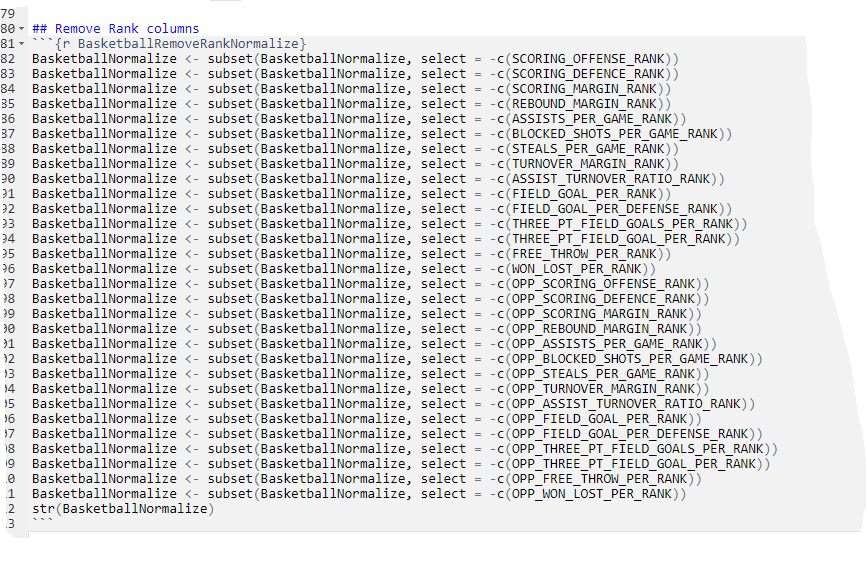 79
80 ## Remove Rank columns
81 ```{r BasketballRemoveRankNormalize}
82 BasketballNormalize <- subset(BasketballNormalize, select = -c(SCORING_OFFENSE_RANK))
83 BasketballNormalize <- subset(BasketballNormalize, select = -c(SCORING_DEFENCE_RANK))
84 BasketballNormalize <- subset(BasketballNormalize, select = -c(SCORING_MARGIN_RANK))
85 BasketballNormalize <- subset(BasketballNormalize, select = -c(REBOUND_MARGIN_RANK))
86 BasketballNormalize <- subset(BasketballNormalize, select = -c(ASSISTS_PER_GAME_RANK))
87 BasketballNormalize <- subset(BasketballNormalize, select = -c(BLOCKED_SHOTS_PER_GAME_RANK))
88 BasketballNormalize <- subset(BasketballNormalize, select = -c(STEALS_PER_GAME_RANK))
89 BasketballNormalize <- subset(BasketballNormalize, select = -c(TURNOVER_MARGIN_RANK))
90 BasketballNormalize <- subset(BasketballNormalize, select = -c(ASSIST_TURNOVER_RATIO_RANK))
91 BasketballNormalize <- subset(BasketballNormalize, select = -c(FIELD_GOAL_PER_RANK))
92 BasketballNormalize <- subset(BasketballNormalize, select = -c(FIELD_GOAL_PER_DEFENSE_RANK))
93 BasketballNormalize <- subset(BasketballNormalize, select = -c(THREE_PT_FIELD_GOALS_PER_RANK))
94 BasketballNormalize <- subset(BasketballNormalize, select = -c(THREE_PT_FIELD_GOAL_PER_RANK))
95 BasketballNormalize <- subset(BasketballNormalize, select = -c(FREE_THROW_PER_RANK))
96 BasketballNormalize <- subset(BasketballNormalize, select = -c(WON_LOST_PER_RANK))
97 BasketballNormalize <- subset(BasketballNormalize, select = -c(OPP_SCORING_OFFENSE_RANK))
98 BasketballNormalize <- subset(BasketballNormalize, select = -c(OPP_SCORING_DEFENCE_RANK))
99 BasketballNormalize <- subset(BasketballNormalize, select = -c(OPP_SCORING_MARGIN_RANK))
00 BasketballNormalize <- subset(BasketballNormalize, select = -c(OPP_REBOUND_MARGIN_RANK))
01 BasketballNormalize <- subset(BasketballNormalize, select = -c(OPP_ASSISTS_PER_GAME_RANK))
02 BasketballNormalize <- subset(BasketballNormalize, select = -c(OPP_BLOCKED_SHOTS_PER_GAME_RANK))
03 BasketballNormalize <- subset(BasketballNormalize, select = -c(OPP_STEALS_PER_GAME_RANK))
04 BasketballNormalize <- subset(BasketballNormalize, select = -c(OPP_TURNOVER_MARGIN_RANK))
05 BasketballNormalize <- subset(BasketballNormalize, select = -c(OPP_ASSIST_TURNOVER_RATIO_RANK))
06 BasketballNormalize <- subset(BasketballNormalize, select = -c(OPP_FIELD_GOAL_PER_RANK))
07 BasketballNormalize <- subset(BasketballNormalize, select = -c(OPP_FIELD_GOAL_PER_DEFENSE_RANK))
08 BasketballNormalize <- subset(BasketballNormalize, select = -c(OPP_THREE_PT_FIELD_GOALS_PER_RANK))
09 BasketballNormalize <- subset(BasketballNormalize, select = -c(OPP_THREE_PT_FIELD_GOAL_PER_RANK))
.0 BasketballNormalize <- subset(BasketballNormalize, select = -c(OPP_FREE_THROW_PER_RANK))
.1 BasketballNormalize <- subset(BasketballNormalize, select = -c(OPP_WON_LOST_PER_RANK))
2 str(BasketballNormalize)
3 ```